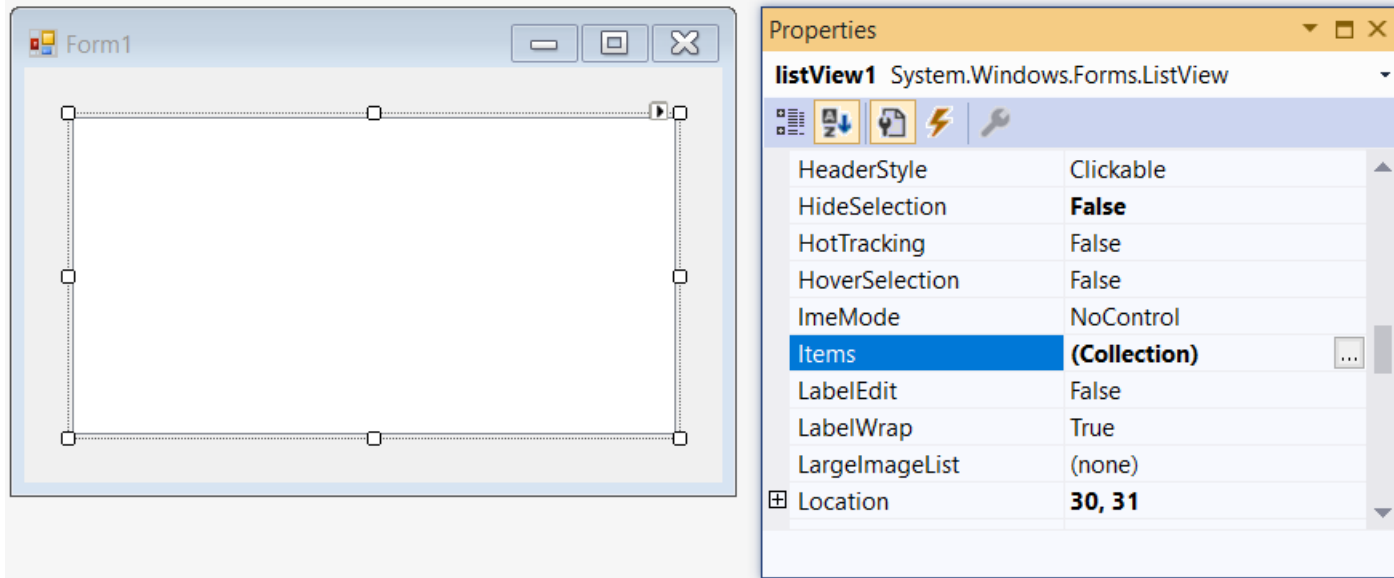 Form1
Properties
listView1 System.Windows.Forms.ListView
HeaderStyle Clickable
HideSelection False
HotTracking False
HoverSelection False
ImeMode NoControl
Items (Collection) ...
LabelEdit False
LabelWrap True
LargeImageList (none)
Location 30, 31